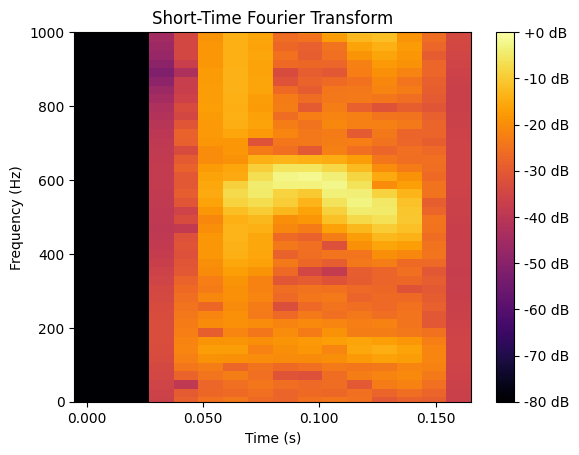 Short-Time Fourier Transform
1000
800
600
400
200
0
Frequency (Hz)
0.000
0.050
0.100
0.150
Time (s)
+0 dB
-10 dB
-20 dB
-30 dB
-40 dB
-50 dB
-60 dB
-70 dB
-80 dB